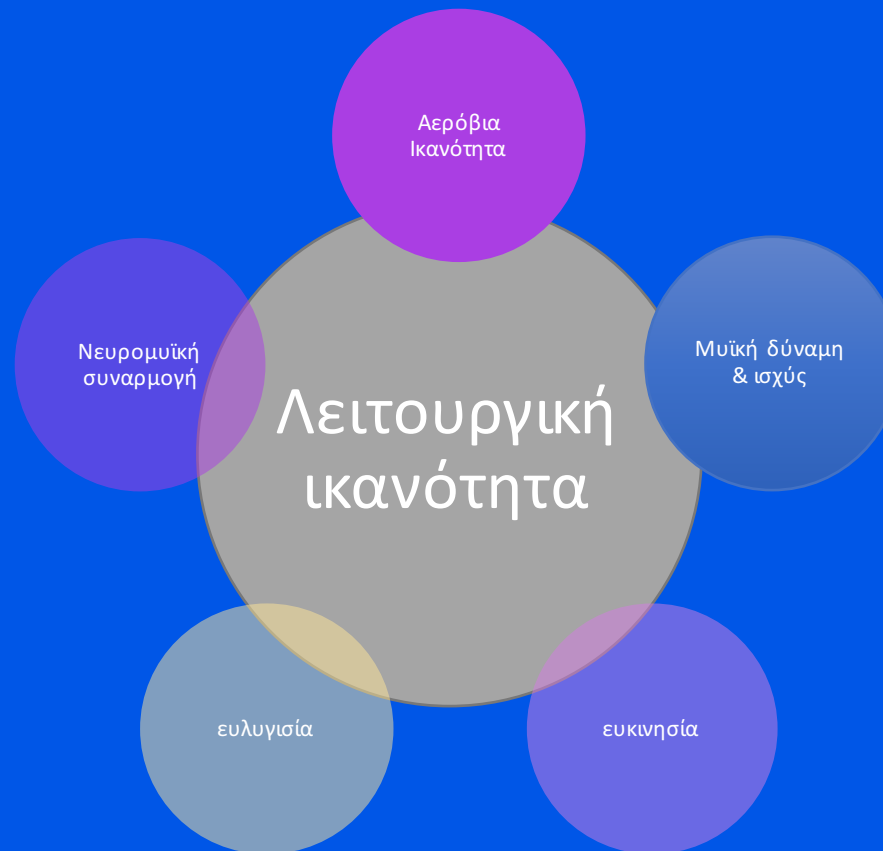 Αερόβια
Ικανότητα
Νευρομυϊκή
συναρμογή
Μυϊκή δύναμη
& ισχύς
Λειτουργική
ικανότητα
ευλυγισία
ευκινησία